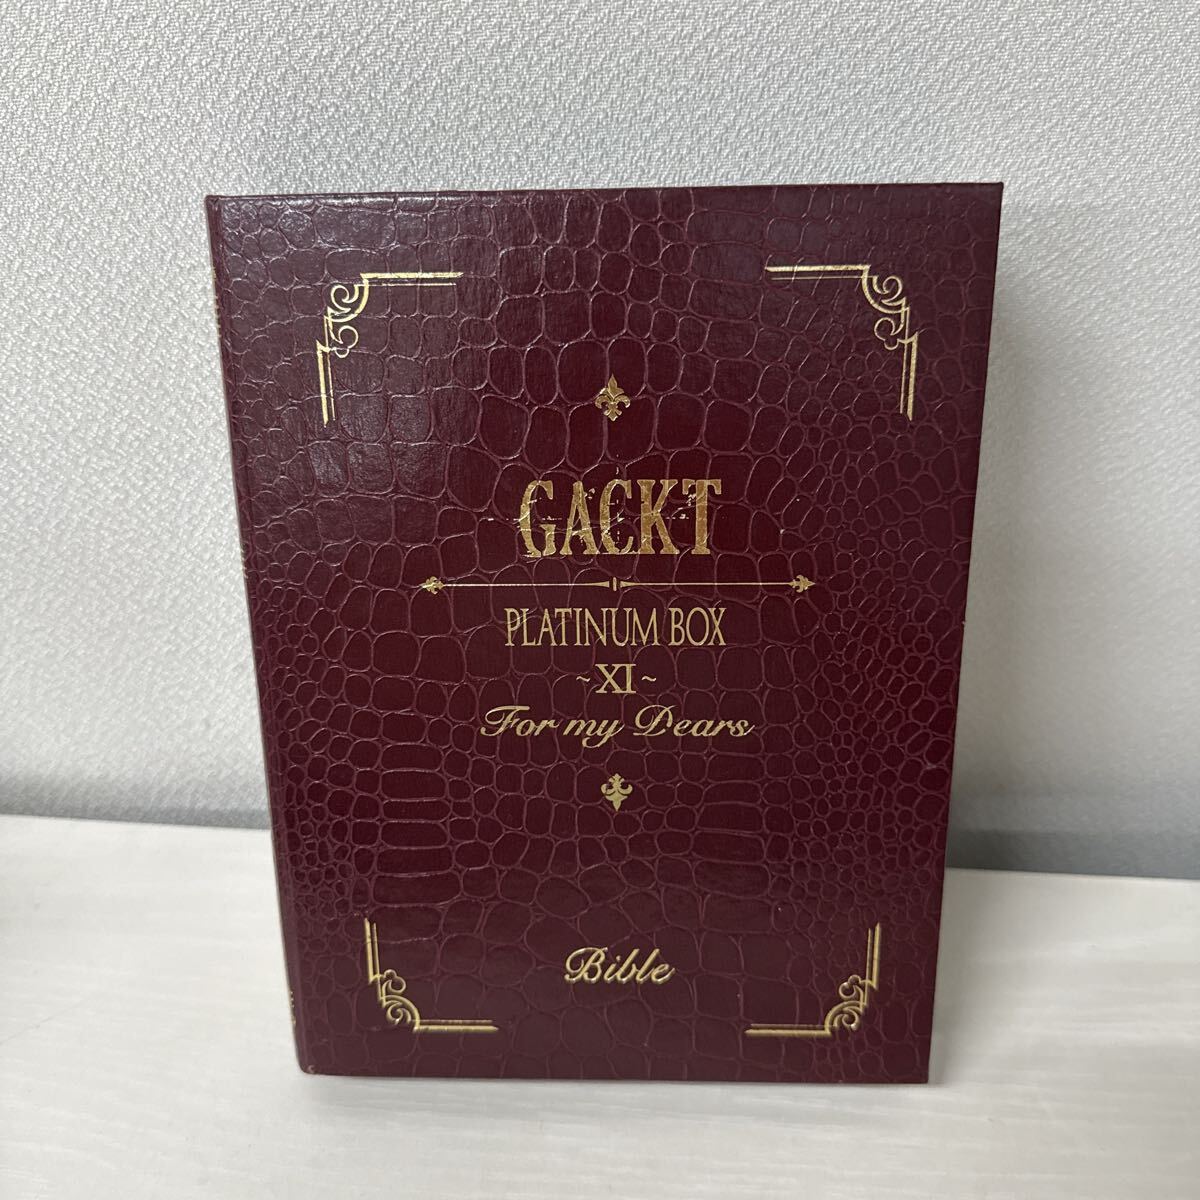 GACKT
PLATINUM BOX
~XI~
For my Dears
Bible